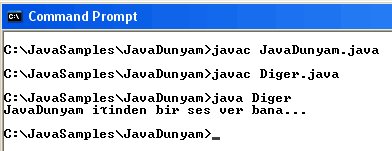 Command Prompt
C:\JavaSamples\JavaDunyam>javac JavaDunyam.java
C:\JavaSamples\JavaDunyam>javac Diger.java
C:\JavaSamples\JavaDunyam>java Diger
JavaDunyam iτinden bir ses ver bana...
C:\JavaSamples\JavaDunyam>_